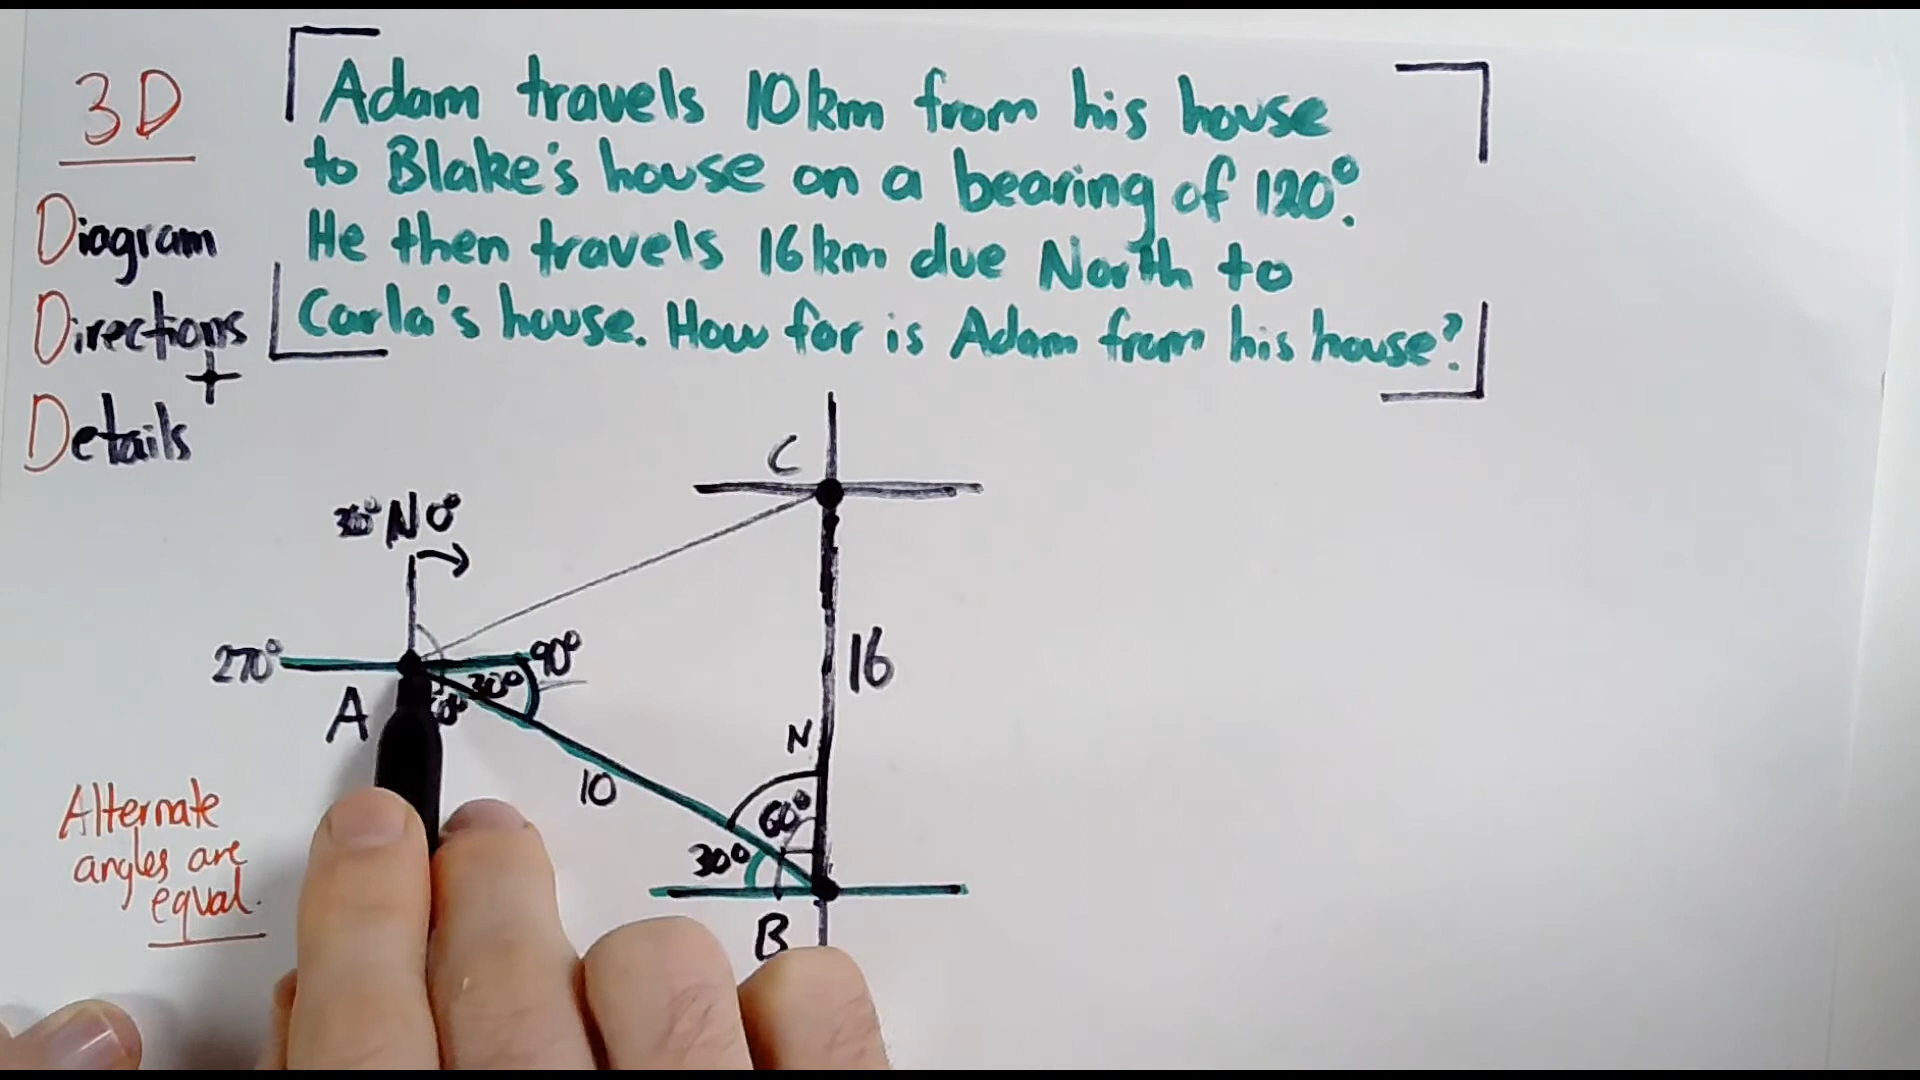 3D
Diagram
Directions
+
Details
Adam travels 10km from his house
to Blake's house on a bearing of 120°.
He then travels 16km due North to
Carla's house. How far is Adam from his house?
C
N 0°
270°
90°
30°
A
16
N
10
60°
30°
B
Alternate
angles are
equal.